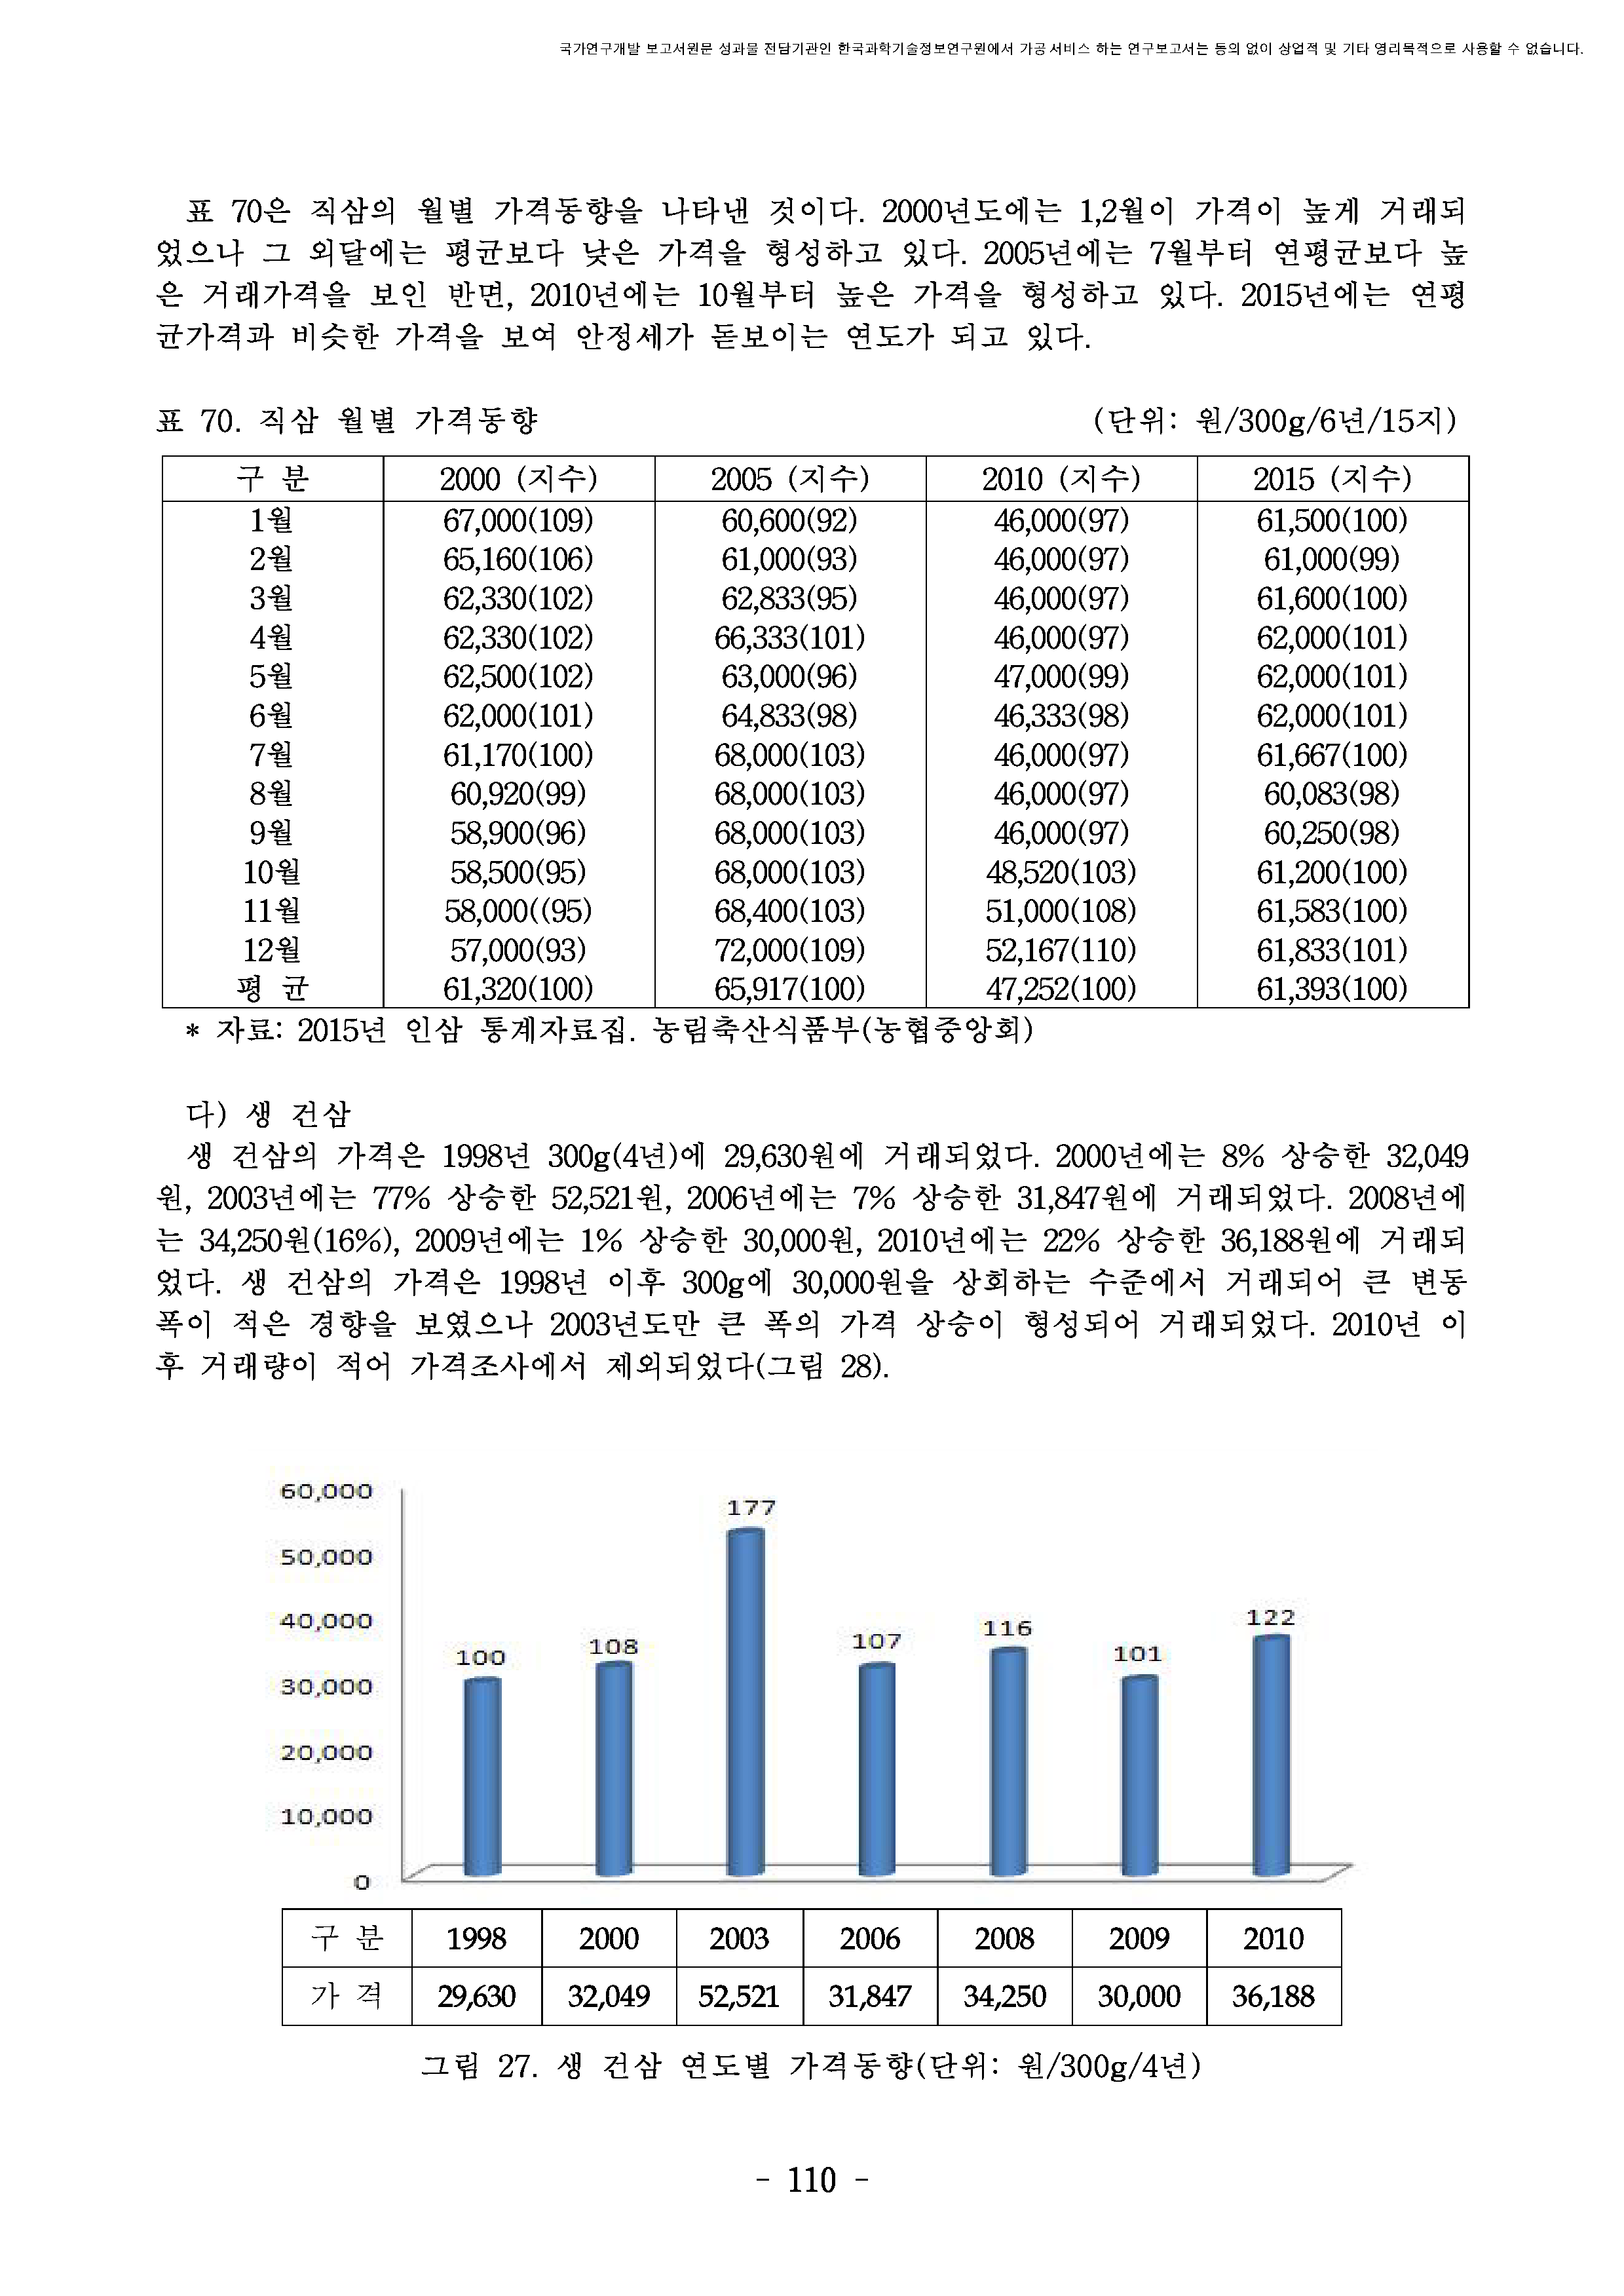 국가연구개발 보고서원문 성과물 전담기관인 한국과학기술정보연구원에서 가공·서비스 하는 연구보고서는 동의 없이 상업적 및 기타 영리목적으로 사용할 수 없습니다.
표 70은 직삼의 월별 가격동향을 나타낸 것이다. 2000년도에는 1,2월이 가격이 높게 거래되
었으나 그 외달에는 평균보다 낮은 가격을 형성하고 있다. 2005년에는 7월부터 연평균보다 높
은 거래가격을 보인 반면, 2010년에는 10월부터 높은 가격을 형성하고 있다. 2015년에는 연평
균가격과 비슷한 가격을 보여 안정세가 돋보이는 연도가 되고 있다.
표 70. 직삼 월별 가격동향 (단위: 원/300g/6년/15지)
구 분 2000 (지수) 2005 (지수) 2010 (지수) 2015 (지수)
1월 67,000(109) 60,600(92) 46,000(97) 61,500(100)
2월 65,160(106) 61,000(93) 46,000(97) 61,000(99)
3월 62,330(102) 62,833(95) 46,000(97) 61,600(100)
4월 62,330(102) 66,333(101) 46,000(97) 62,000(101)
5월 62,500(102) 63,000(96) 47,000(99) 62,000(101)
6월 62,000(101) 64,833(98) 46,333(98) 62,000(101)
7월 61,170(100) 68,000(103) 46,000(97) 61,667(100)
8월 60,920(99) 68,000(103) 46,000(97) 60,083(98)
9월 58,900(96) 68,000(103) 46,000(97) 60,250(98)
10월 58,500(95) 68,000(103) 48,520(103) 61,200(100)
11월 58,000((95) 68,400(103) 51,000(108) 61,583(100)
12월 57,000(93) 72,000(109) 52,167(110) 61,833(101)
평 균 61,320(100) 65,917(100) 47,252(100) 61,393(100)
* 자료: 2015년 인삼 통계자료집. 농림축산식품부(농협중앙회)
다) 생 건삼
생 건삼의 가격은 1998년 300g(4년)에 29,630원에 거래되었다. 2000년에는 8% 상승한 32,049
원, 2003년에는 77% 상승한 52,521원, 2006년에는 7% 상승한 31,847원에 거래되었다. 2008년에
는 34,250원(16%), 2009년에는 1% 상승한 30,000원, 2010년에는 22% 상승한 36,188원에 거래되
었다. 생 건삼의 가격은 1998년 이후 300g에 30,000원을 상회하는 수준에서 거래되어 큰 변동
폭이 적은 경향을 보였으나 2003년도만 큰 폭의 가격 상승이 형성되어 거래되었다. 2010년 이
후 거래량이 적어 가격조사에서 제외되었다(그림 28).
60,000
50,000
40,000
30,000
20,000
10,000
0
100 108 177 107 116 101 122
구 분 1998 2000 2003 2006 2008 2009 2010
가 격 29,630 32,049 52,521 31,847 34,250 30,000 36,188
그림 27. 생 건삼 연도별 가격동향(단위: 원/300g/4년)
- 110 -